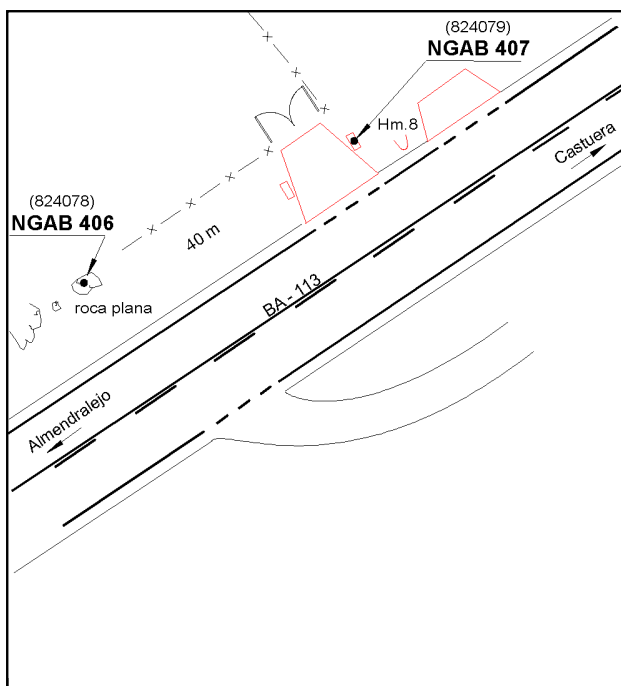 (824079)
NGAB 407
Hm.8
Castuera
(824078)
NGAB 406
40 m
roca plana
BA - 113
Almendralejo